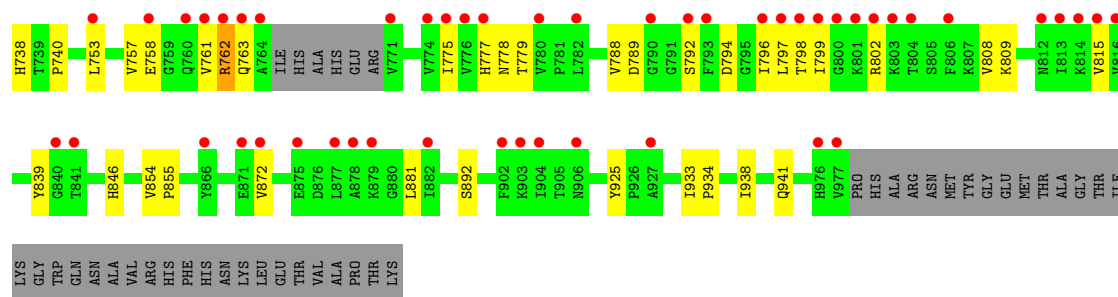 H738 T739 P740 L753 V757 E758 G759 Q760 V761 R762 Q763 A764 ILE HIS ALA HIS GLU ARG V771 V774 I775 V776 H777 N778 T779 V780 P781 L782 V788 D789 G790 G791 S792 F793 D794 G795 I796 L797 T798 I799 G800 K801 R802 K803 T804 S805 F806 K807 V808 K809 N812 I813 K814 V815 V816
Y839 G840 T841 H846 V854 P855 Y866 E871 V872 E875 D876 L877 A878 K879 G880 L881 I882 S892 F902 K903 I904 T905 N906 Y925 P926 A927 I933 P934 I938 Q941 H976 V977 PRO HIS ALA ARG ASN MET TYR GLY GLU MET THR ALA GLY THR ILE
LYS GLY TRP GLN ASN ALA VAL ARG HIS PHE HIS ASN LYS LEU GLU THR VAL ALA PRO THR LYS